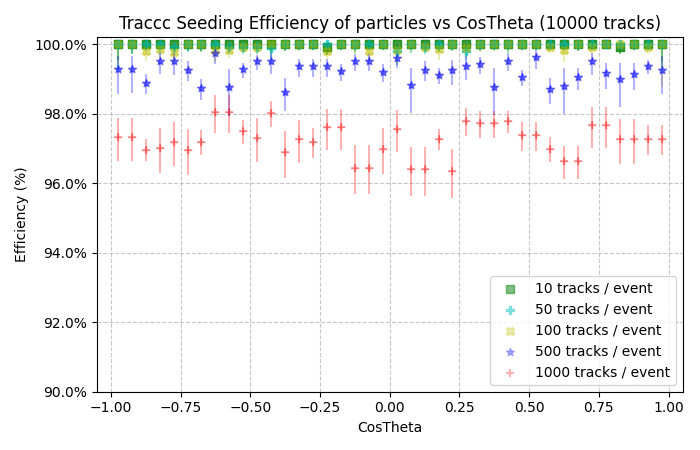 Traccc Seeding Efficiency of particles vs CosTheta (10000 tracks)
100.0%
98.0%
96.0%
94.0%
92.0%
90.0%
Efficiency (%)
10 tracks / event
50 tracks / event
100 tracks / event
500 tracks / event
1000 tracks / event
−1.00 −0.75 −0.50 −0.25 0.00 0.25 0.50 0.75 1.00
CosTheta